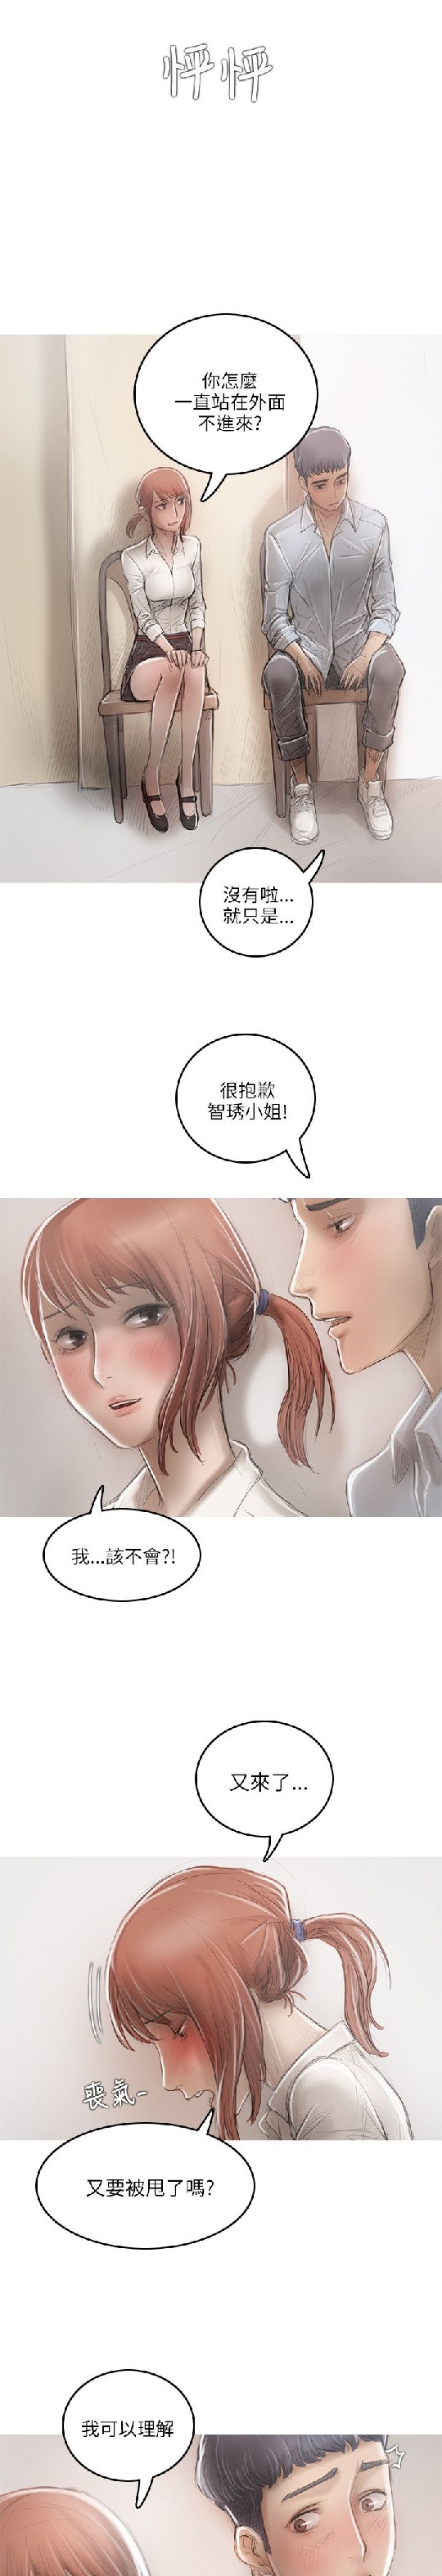 怦怦
你怎麼
一直站在外面
不進來?
沒有啦...
就只是...
很抱歉
智琇小姐!
我...該不會?!
又來了...
喪氣-
又要被甩了嗎?
我可以理解